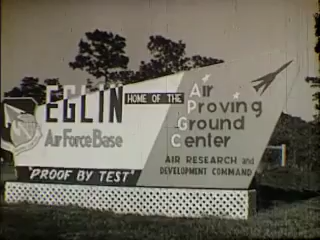 EGLIN
Air Force Base
"PROOF BY TEST"
HOME OF THE
Air
Proving
Ground
Center
AIR RESEARCH and
DEVELOPMENT COMMAND